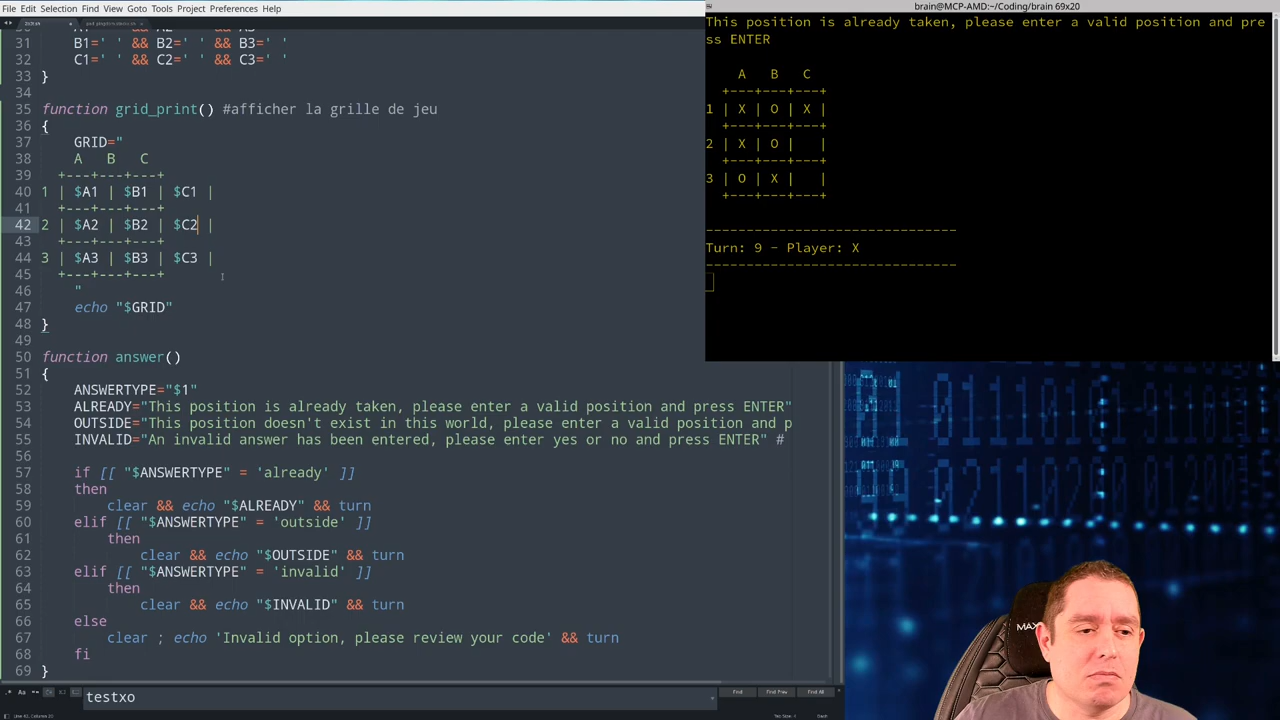 File Edit Selection Find View Goto Tools Project Preferences Help
31 B1=' ' && B2=' ' && B3=' '
32 C1=' ' && C2=' ' && C3=' '
33 }
34
35 function grid_print() #afficher la grille de jeu
36 {
37 GRID="
38 A B C
39 +---+---+---+
40 1 | $A1 | $B1 | $C1 |
41 +---+---+---+
42 2 | $A2 | $B2 | $C2 |
43 +---+---+---+
44 3 | $A3 | $B3 | $C3 |
45 +---+---+---+
46 "
47 echo "$GRID"
48 }
49
50 function answer()
51 {
52 ANSWERTYPE="$1"
53 ALREADY="This position is already taken, please enter a valid position and press ENTER"
54 OUTSIDE="This position doesn't exist in this world, please enter a valid position and p
55 INVALID="An invalid answer has been entered, please enter yes or no and press ENTER" #
56
57 if [[ "$ANSWERTYPE" = 'already' ]]
58 then
59 clear && echo "$ALREADY" && turn
60 elif [[ "$ANSWERTYPE" = 'outside' ]]
61 then
62 clear && echo "$OUTSIDE" && turn
63 elif [[ "$ANSWERTYPE" = 'invalid' ]]
64 then
65 clear && echo "$INVALID" && turn
66 else
67 clear ; echo 'Invalid option, please review your code' && turn
68 fi
69 }
testxo
Find Find Prev Find All
brain@MCP-AMD:~/Coding/brain 69x20
This position is already taken, please enter a valid position and pre
ss ENTER
A B C
+---+---+---+
1 | X | O | X |
+---+---+---+
2 | X | O |   |
+---+---+---+
3 | O | X |   |
+---+---+---+
------------------------------
Turn: 9 - Player: X
------------------------------